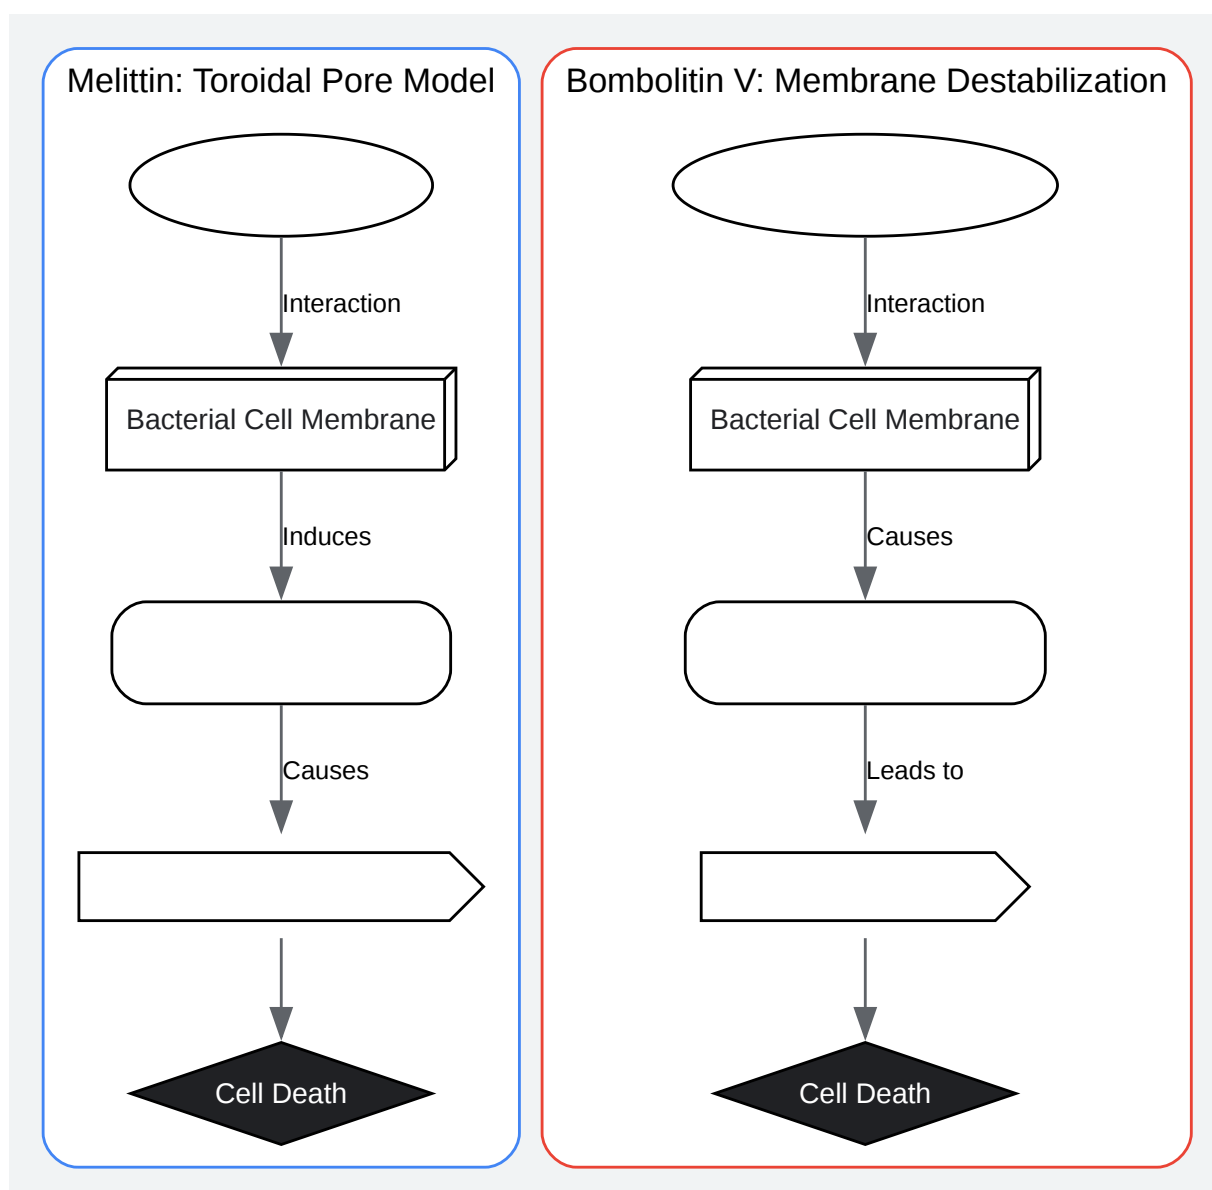 Melittin: Toroidal Pore Model
Interaction
Bacterial Cell Membrane
Induces
Causes
Cell Death
Bombolitin V: Membrane Destabilization
Interaction
Bacterial Cell Membrane
Causes
Leads to
Cell Death